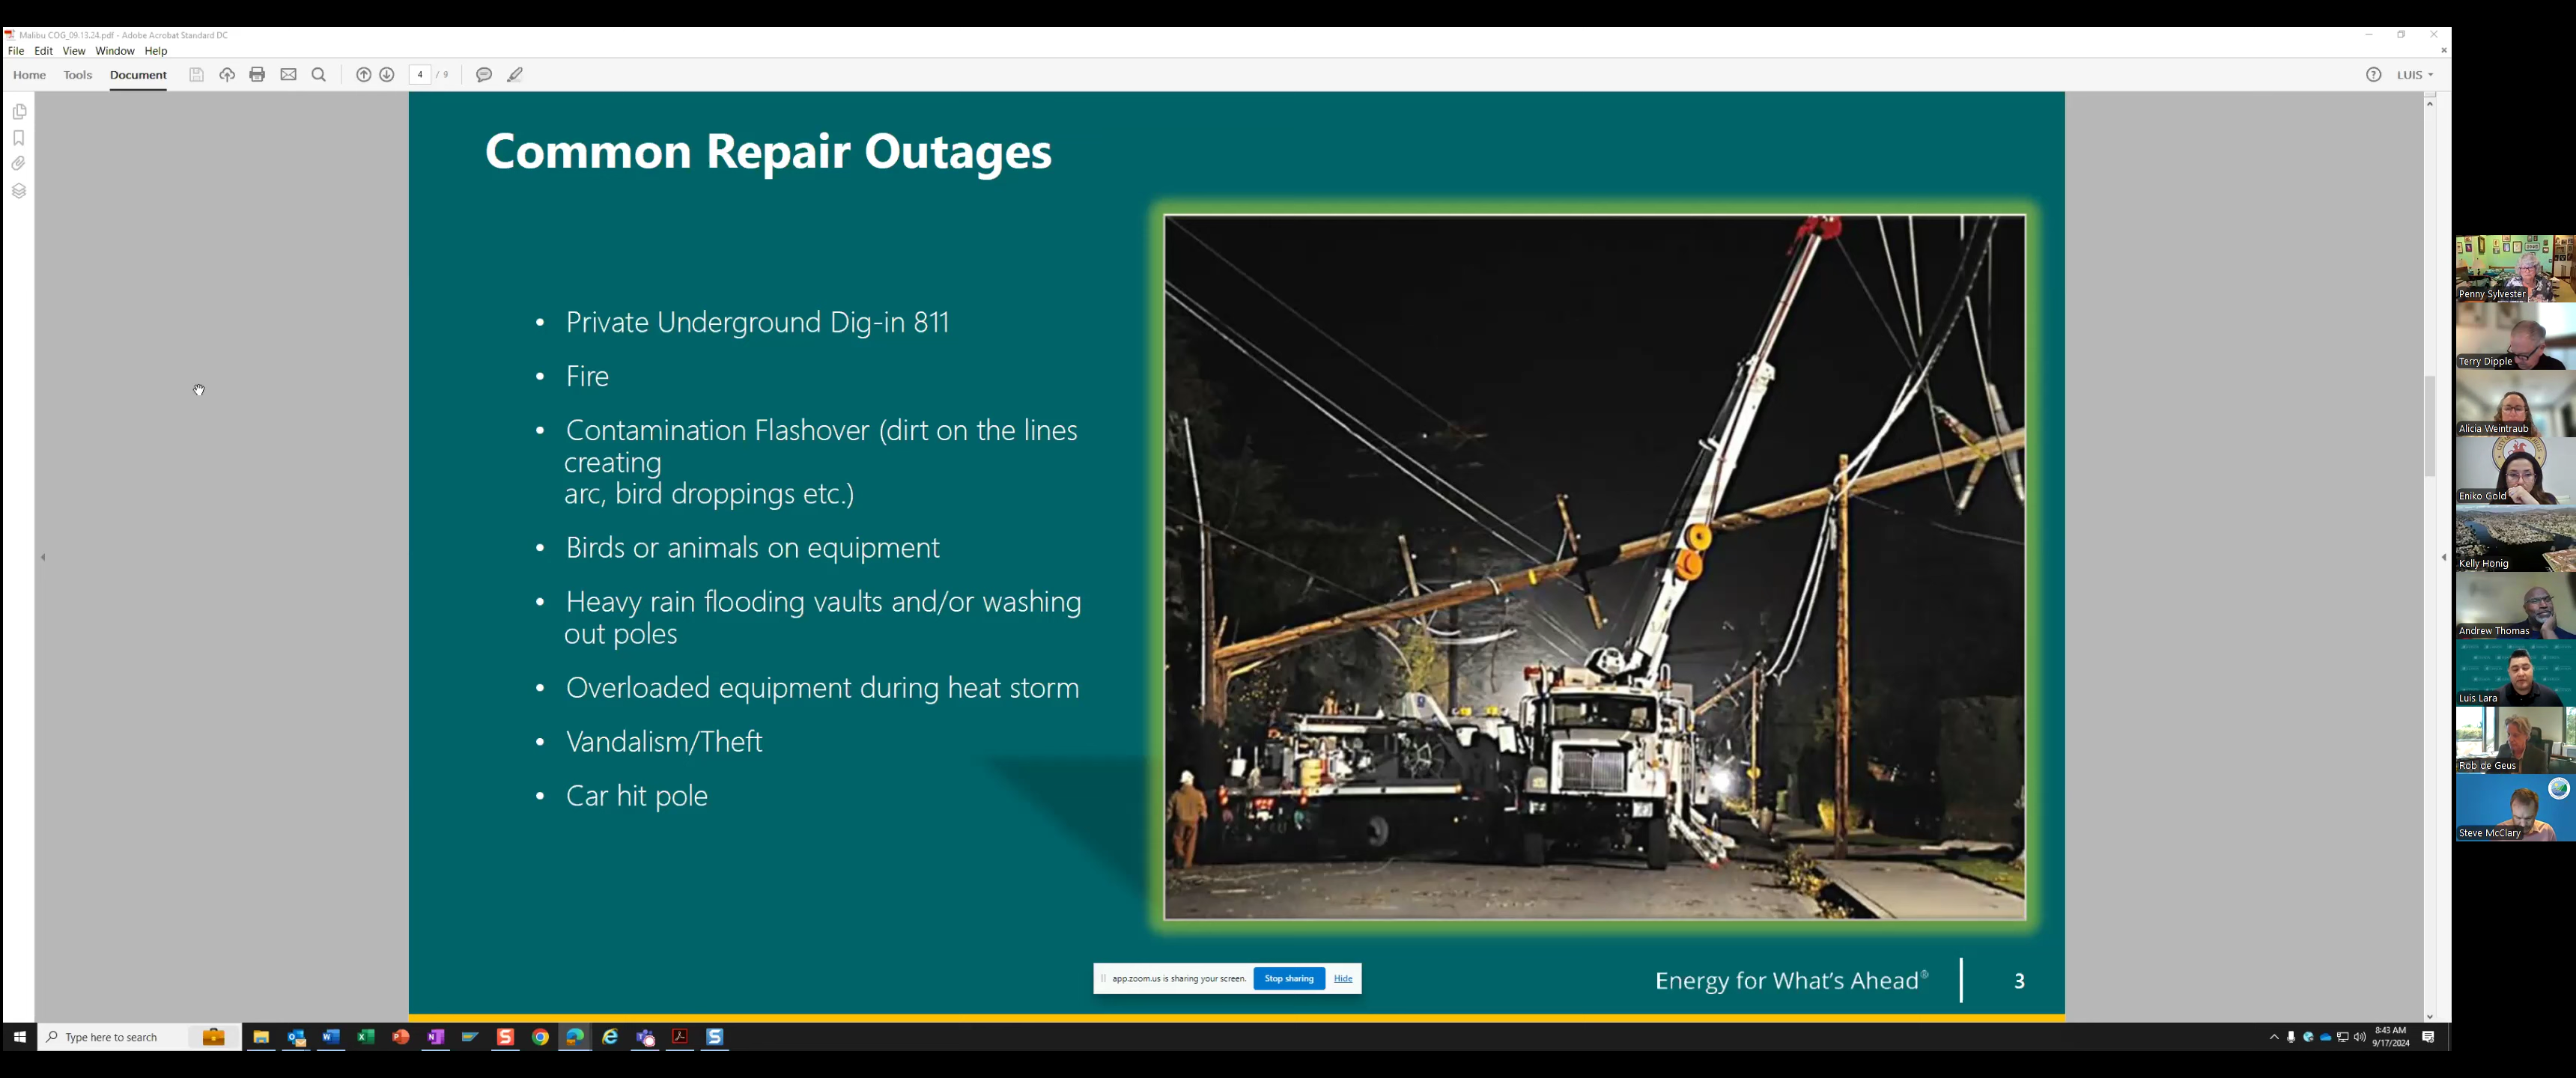 Malibu COG_09.13.24.pdf - Adobe Acrobat Standard DC
File Edit View Window Help
Home Tools Document 4 / 9 LUIS
Common Repair Outages
• Private Underground Dig-in 811
• Fire
• Contamination Flashover (dirt on the lines
creating
arc, bird droppings etc.)
• Birds or animals on equipment
• Heavy rain flooding vaults and/or washing
out poles
• Overloaded equipment during heat storm
• Vandalism/Theft
• Car hit pole
app.zoom.us is sharing your screen. Stop sharing Hide
Energy for What's Ahead® 3
Penny Sylvester
Terry Dipple
Alicia Weintraub
Eniko Gold
Kelly Honig
Andrew Thomas
Luis Lara
Rob de Geus
Steve McClary
Type here to search
8:43 AM
9/17/2024